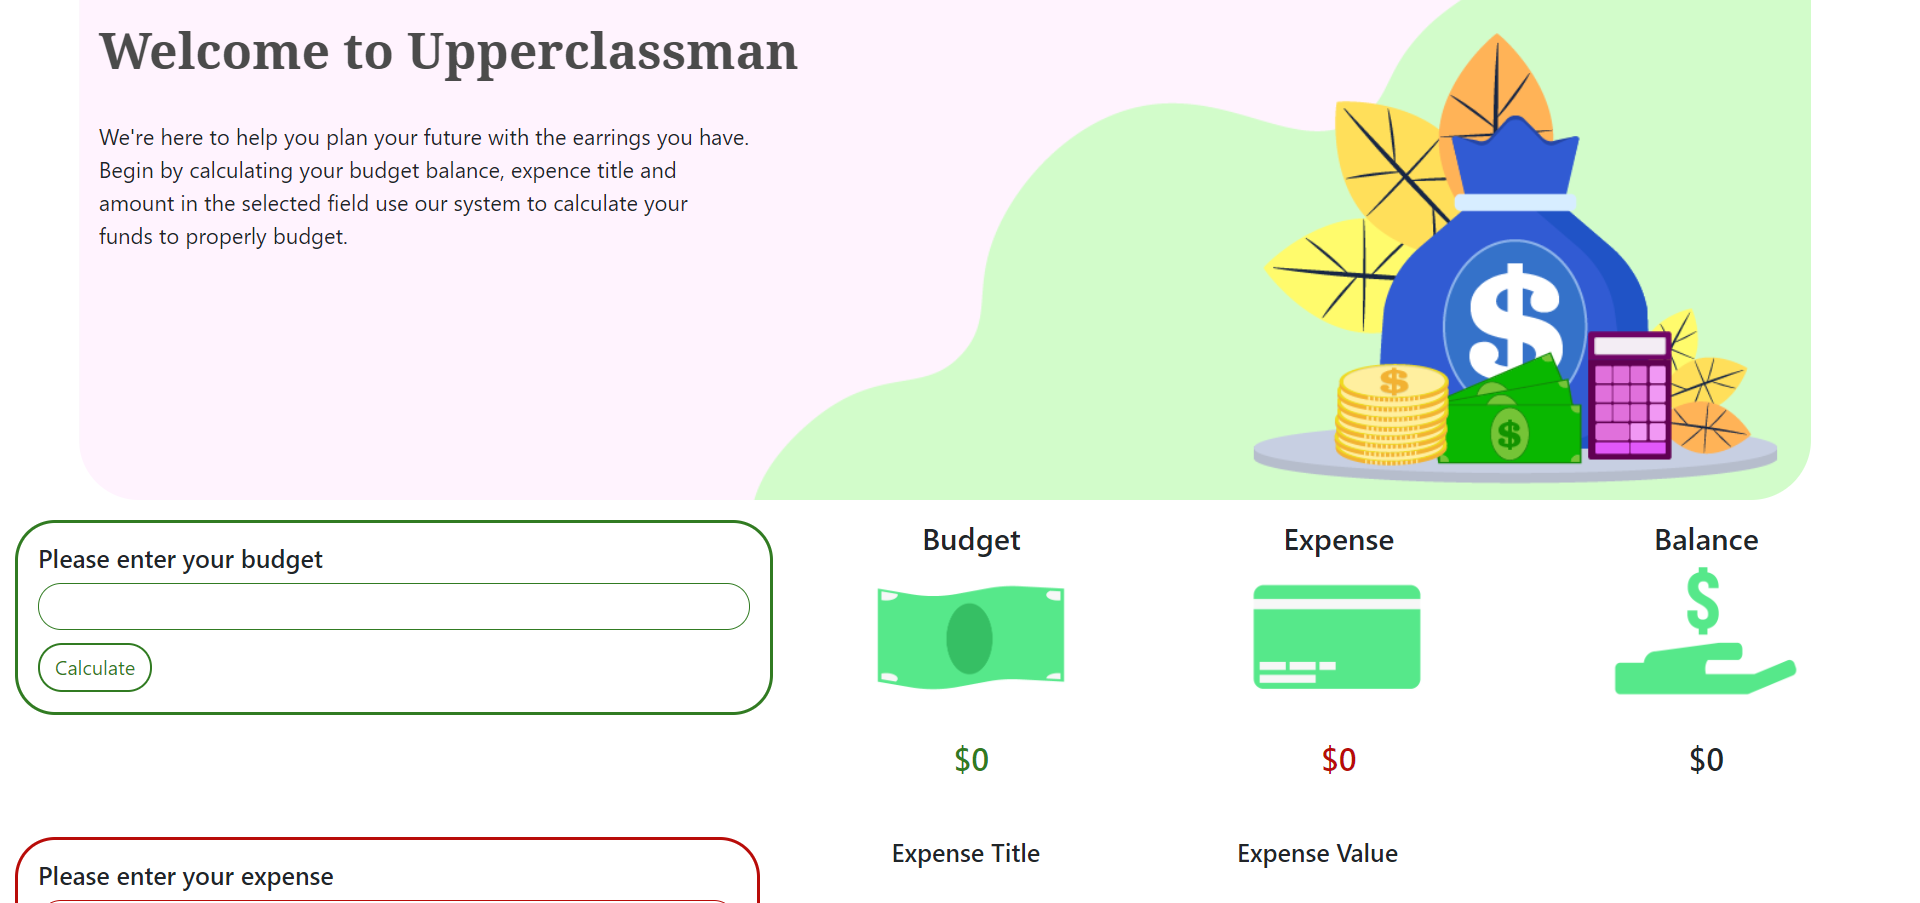 Welcome to Upperclassman
We're here to help you plan your future with the earrings you have.
Begin by calculating your budget balance, expence title and
amount in the selected field use our system to calculate your
funds to properly budget.
$
$
$
Please enter your budget
Calculate
Budget
Expense
Balance
$
$0
$0
$0
Please enter your expense
Expense Title
Expense Value